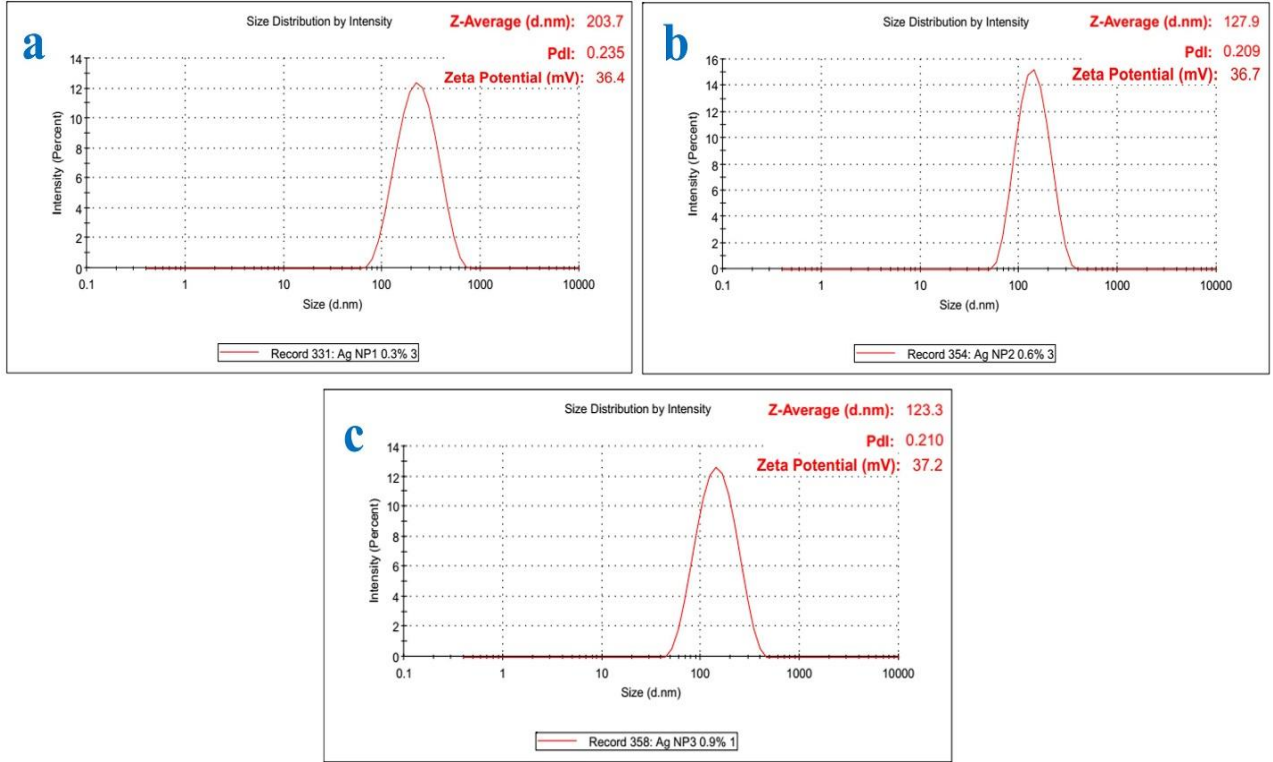 a
Size Distribution by Intensity
Z-Average (d.nm): 203.7
PdI: 0.235
Zeta Potential (mV): 36.4
Intensity (Percent)
14
12
10
8
6
4
2
0
0.1 1 10 100 1000 10000
Size (d.nm)
Record 331: Ag NP1 0.3% 3
b
Size Distribution by Intensity
Z-Average (d.nm): 127.9
PdI: 0.209
Zeta Potential (mV): 36.7
Intensity (Percent)
16
14
12
10
8
6
4
2
0
0.1 1 10 100 1000 10000
Size (d.nm)
Record 354: Ag NP2 0.6% 3
c
Size Distribution by Intensity
Z-Average (d.nm): 123.3
PdI: 0.210
Zeta Potential (mV): 37.2
Intensity (Percent)
14
12
10
8
6
4
2
0
0.1 1 10 100 1000 10000
Size (d.nm)
Record 358: Ag NP3 0.9% 1